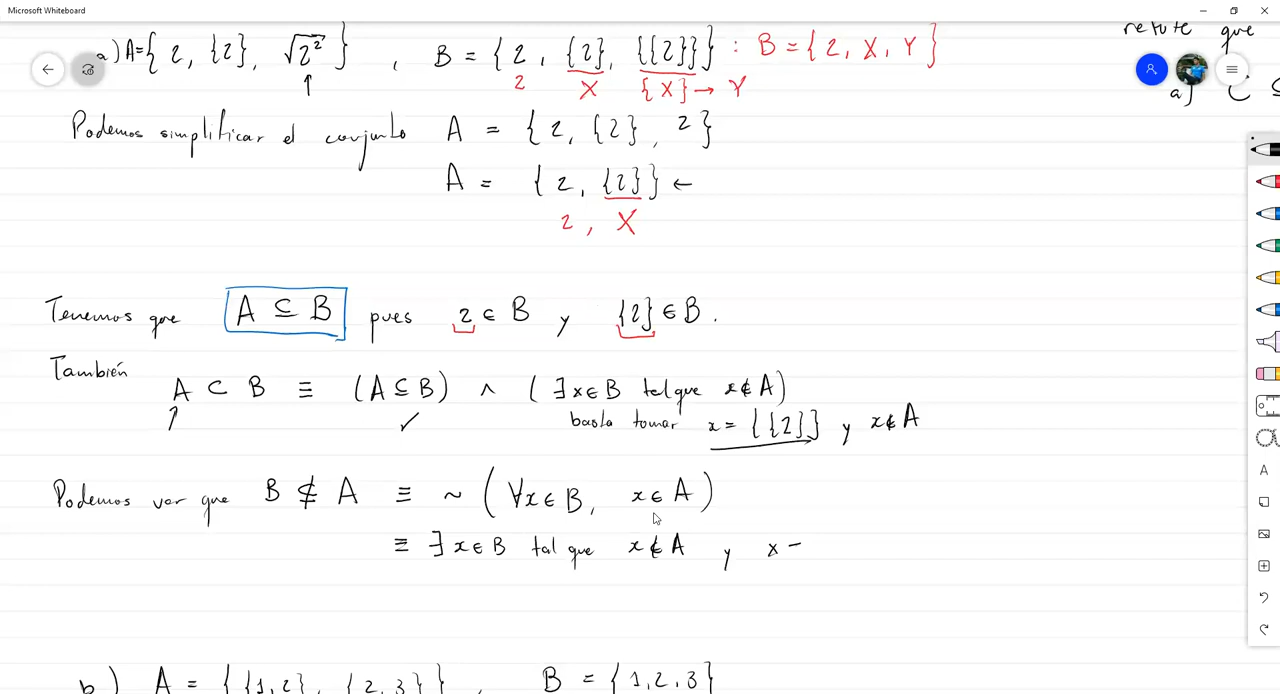 Microsoft Whiteboard
a) A={ 2, {2}, √2² } , B = { 2, {2}, {{2}}} : B = { 2, X, Y }
↑ 2 X {X} → Y
Podemos simplificar el conjunto A = { 2, {2}, 2 }
A = { 2, {2}} ←
2, X
Tenemos que A ⊆ B pues 2 ∈ B y {2} ∈ B.
También
A ⊂ B ≡ (A ⊆ B) ∧ ( ∃x∈B tal que x∉A)
↑ ✓ basta tomar x = {{2}} y x∉A
Podemos ver que B ⊈ A ≡ ~ ( ∀x∈B, x∈A )
≡ ∃ x∈B tal que x∉A y x -
b) A = { {1,2}, {2,3} } , B = {1,2,3}
que
a) C ⊆
A